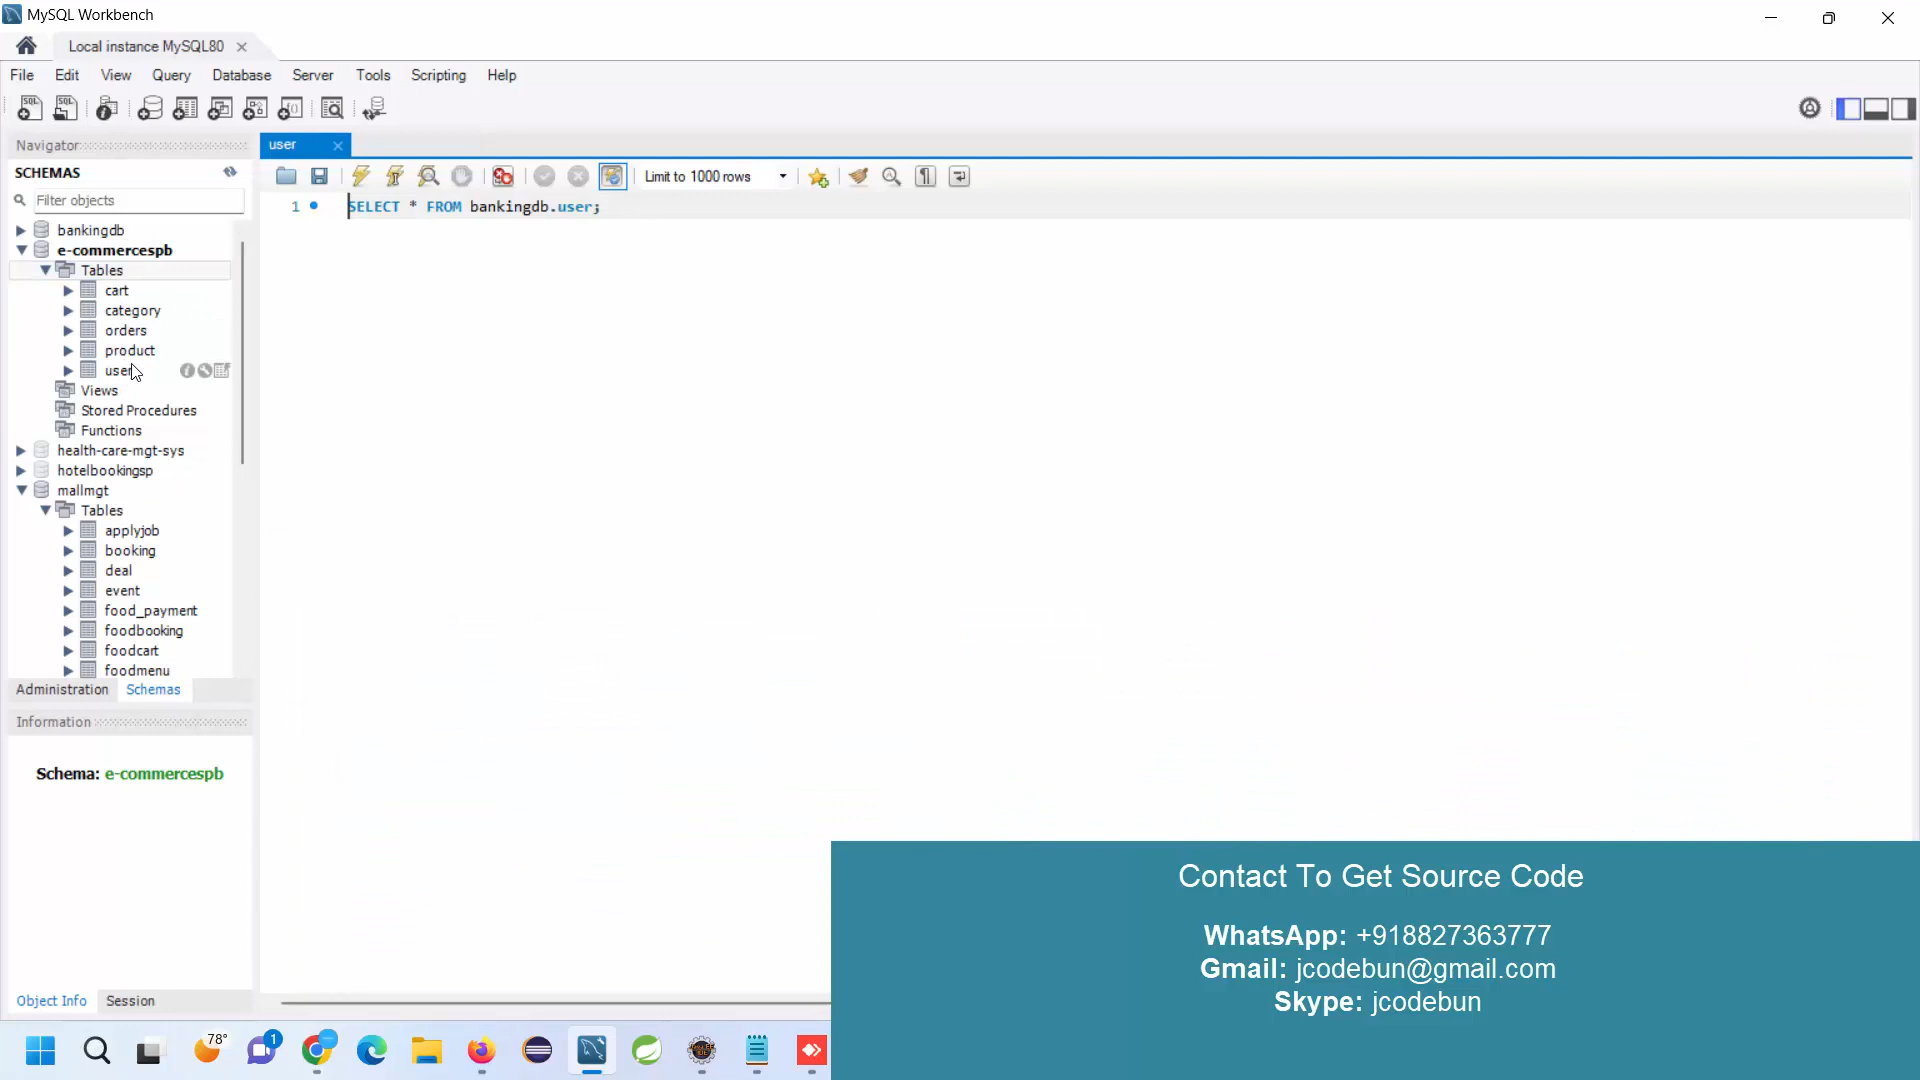 MySQL Workbench
Local instance MySQL80
File Edit View Query Database Server Tools Scripting Help
Navigator
user
SCHEMAS
Limit to 1000 rows
Filter objects
1 SELECT * FROM bankingdb.user;
bankingdb
e-commercespb
Tables
cart
category
orders
product
user
Views
Stored Procedures
Functions
health-care-mgt-sys
hotelbookingsp
mallmgt
Tables
applyjob
booking
deal
event
food_payment
foodbooking
foodcart
foodmenu
Administration Schemas
Information
Schema: e-commercespb
Object Info Session
Contact To Get Source Code
WhatsApp: +918827363777
Gmail: jcodebun@gmail.com
Skype: jcodebun
78°
1